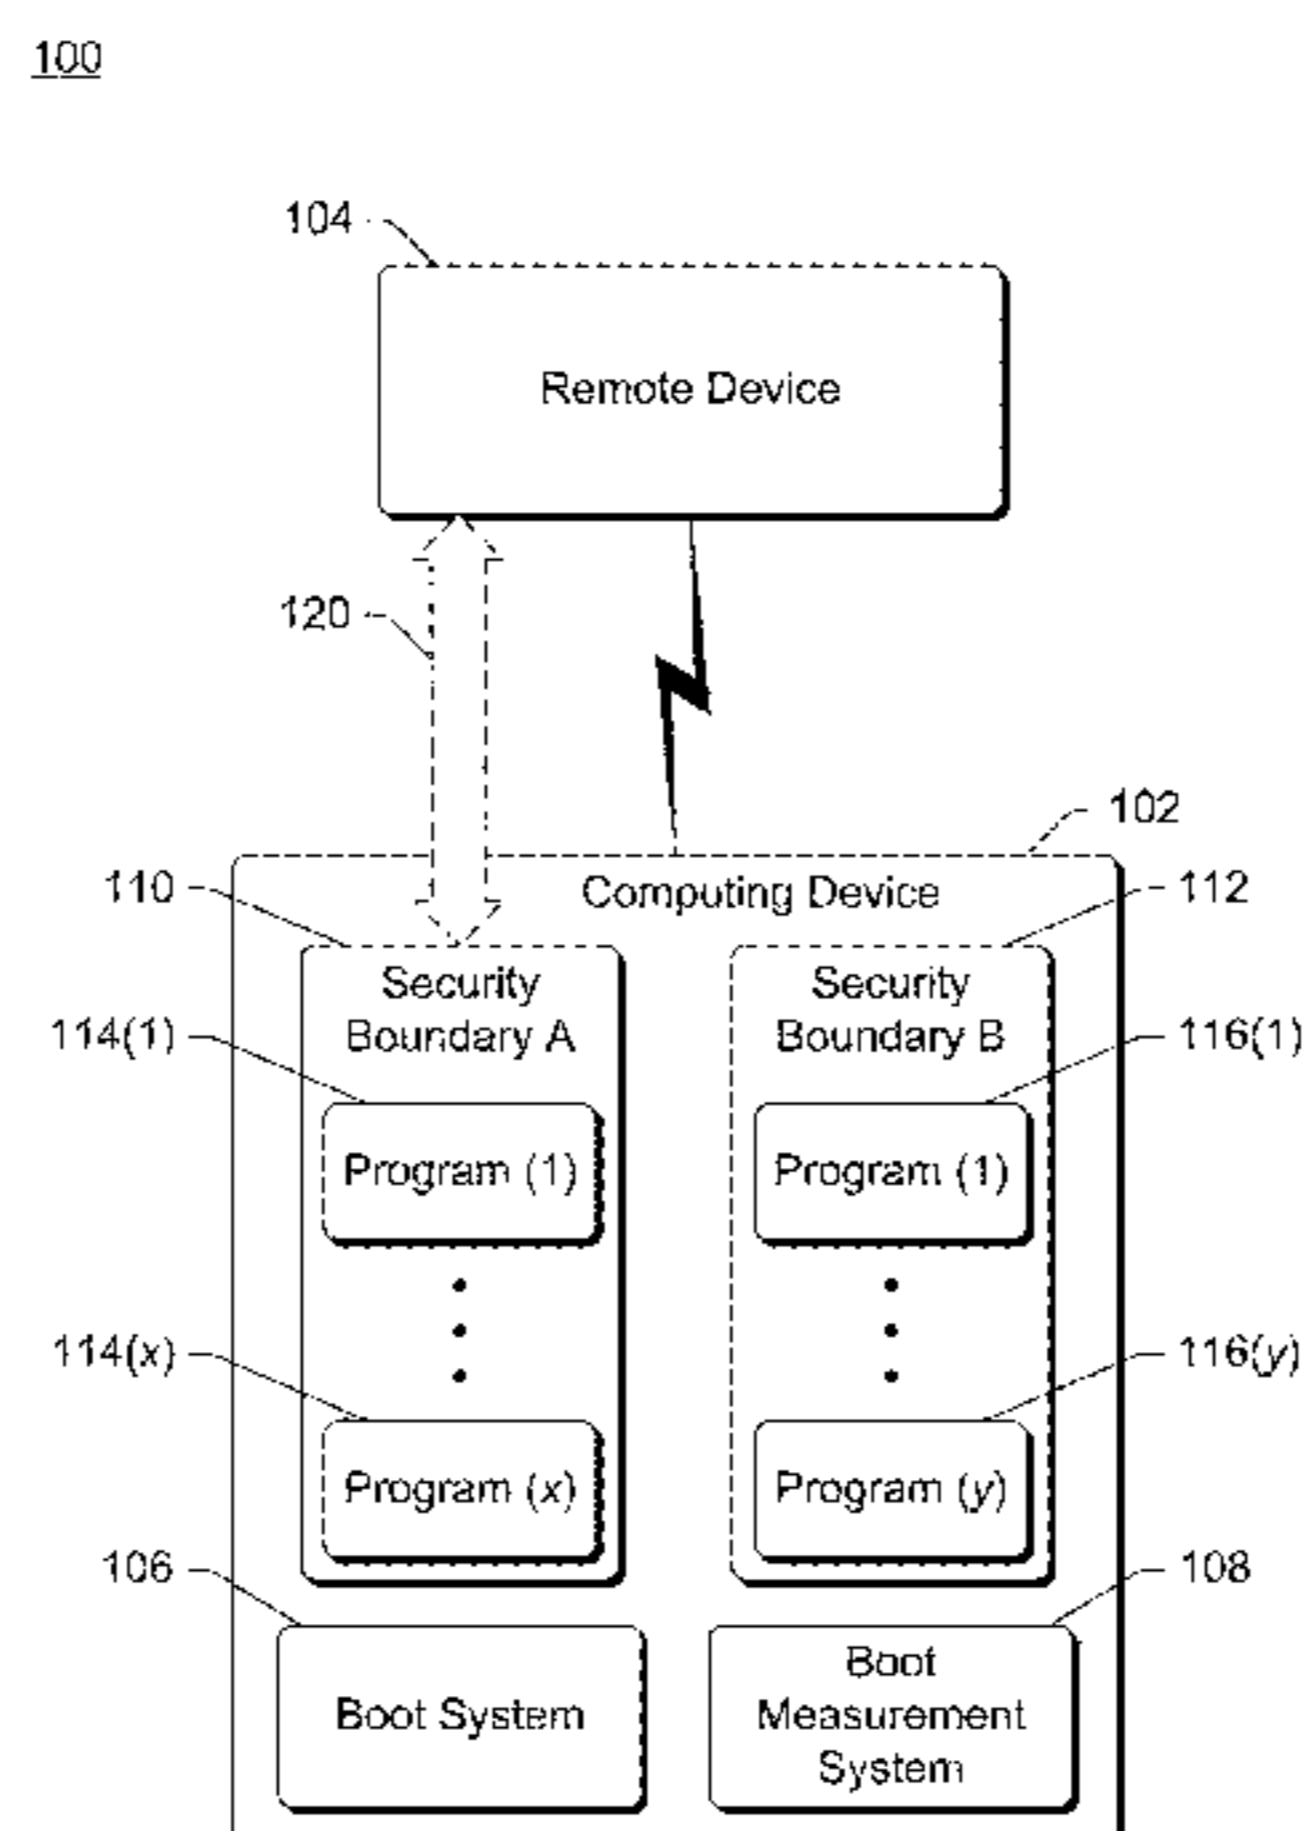 100
104
Remote Device
120
102
110
Computing Device
112
Security
Boundary A
Security
Boundary B
114(1)
116(1)
Program (1)
Program (1)
114(x)
116(y)
Program (x)
Program (y)
106
108
Boot System
Boot
Measurement
System